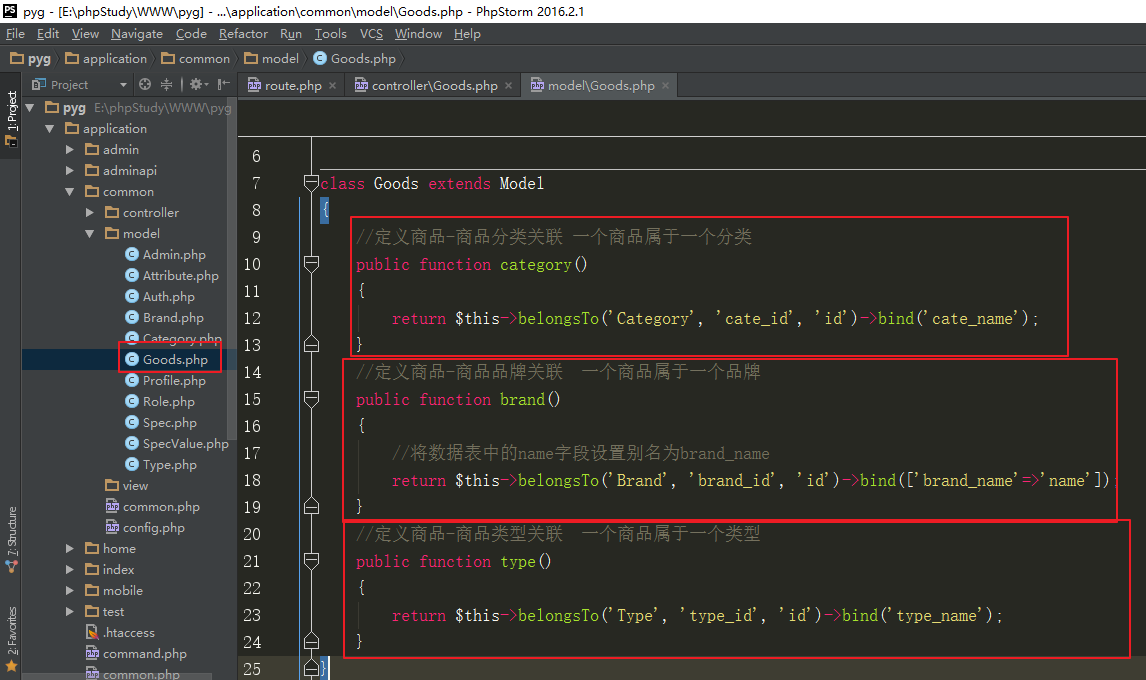 pyg - [E:\phpStudy\WWW\pyg] - ...\application\common\model\Goods.php - PhpStorm 2016.2.1
File Edit View Navigate Code Refactor Run Tools VCS Window Help
pyg application common model Goods.php
Project
route.php × controller\Goods.php × model\Goods.php ×
1: Project
7: Structure
2: Favorites
pyg E:\phpStudy\WWW\pyg
application
admin
adminapi
common
controller
model
Admin.php
Attribute.php
Auth.php
Brand.php
Category.php
Goods.php
Profile.php
Role.php
Spec.php
SpecValue.php
Type.php
view
common.php
config.php
home
index
mobile
test
.htaccess
command.php
common.php
6
7 class Goods extends Model
8 {
9 //定义商品-商品分类关联 一个商品属于一个分类
10 public function category()
11 {
12 return $this->belongsTo('Category', 'cate_id', 'id')->bind('cate_name');
13 }
14 //定义商品-商品品牌关联 一个商品属于一个品牌
15 public function brand()
16 {
17 //将数据表中的name字段设置别名为brand_name
18 return $this->belongsTo('Brand', 'brand_id', 'id')->bind(['brand_name'=>'name']);
19 }
20 //定义商品-商品类型关联 一个商品属于一个类型
21 public function type()
22 {
23 return $this->belongsTo('Type', 'type_id', 'id')->bind('type_name');
24 }
25 }